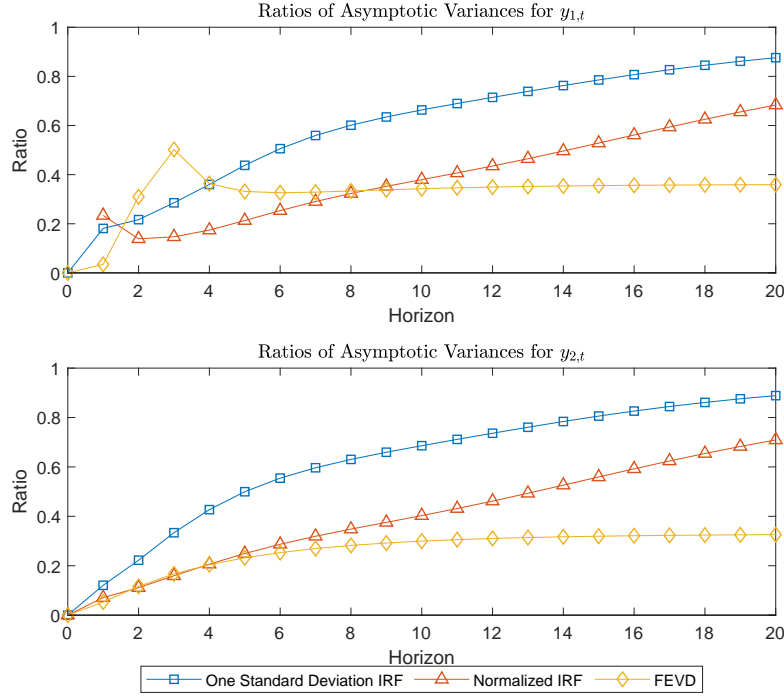 Ratios of Asymptotic Variances for y1,t
1
0.8
0.6
0.4
0.2
0
Ratio
0 2 4 6 8 10 12 14 16 18 20
Horizon
Ratios of Asymptotic Variances for y2,t
1
0.8
0.6
0.4
0.2
0
Ratio
0 2 4 6 8 10 12 14 16 18 20
Horizon
One Standard Deviation IRF Normalized IRF FEVD